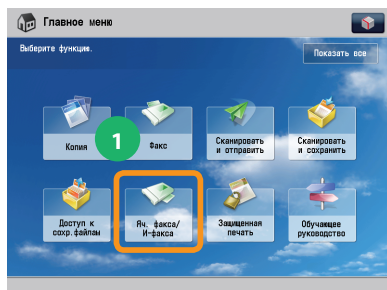 Главное меню
Выберите функцию.
Показать все
Копия
1
Факс
Сканировать
и отправить
Сканировать
и сохранить
Доступ к
сохр.файлам
Яч. факса/
И-факса
Защищенная
печать
Обучающее
руководство